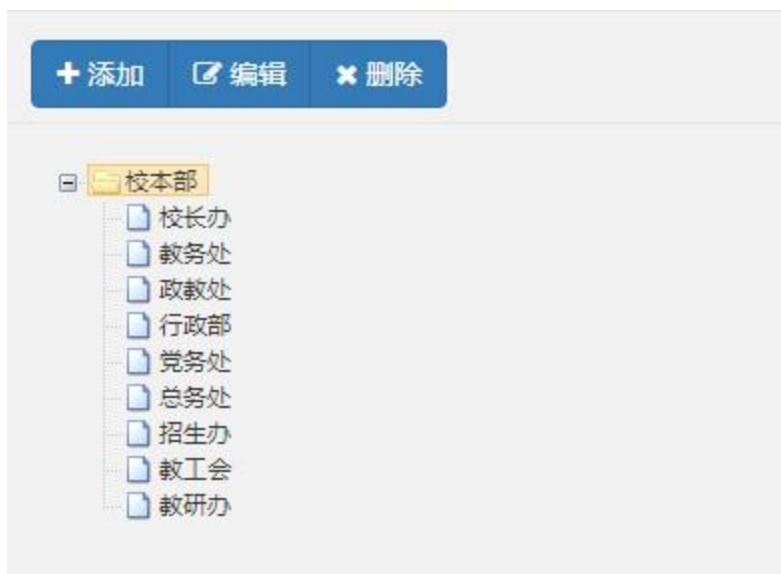 添加 编辑 删除
校本部
校长办
教务处
政教处
行政部
党务处
总务处
招生办
教工会
教研办